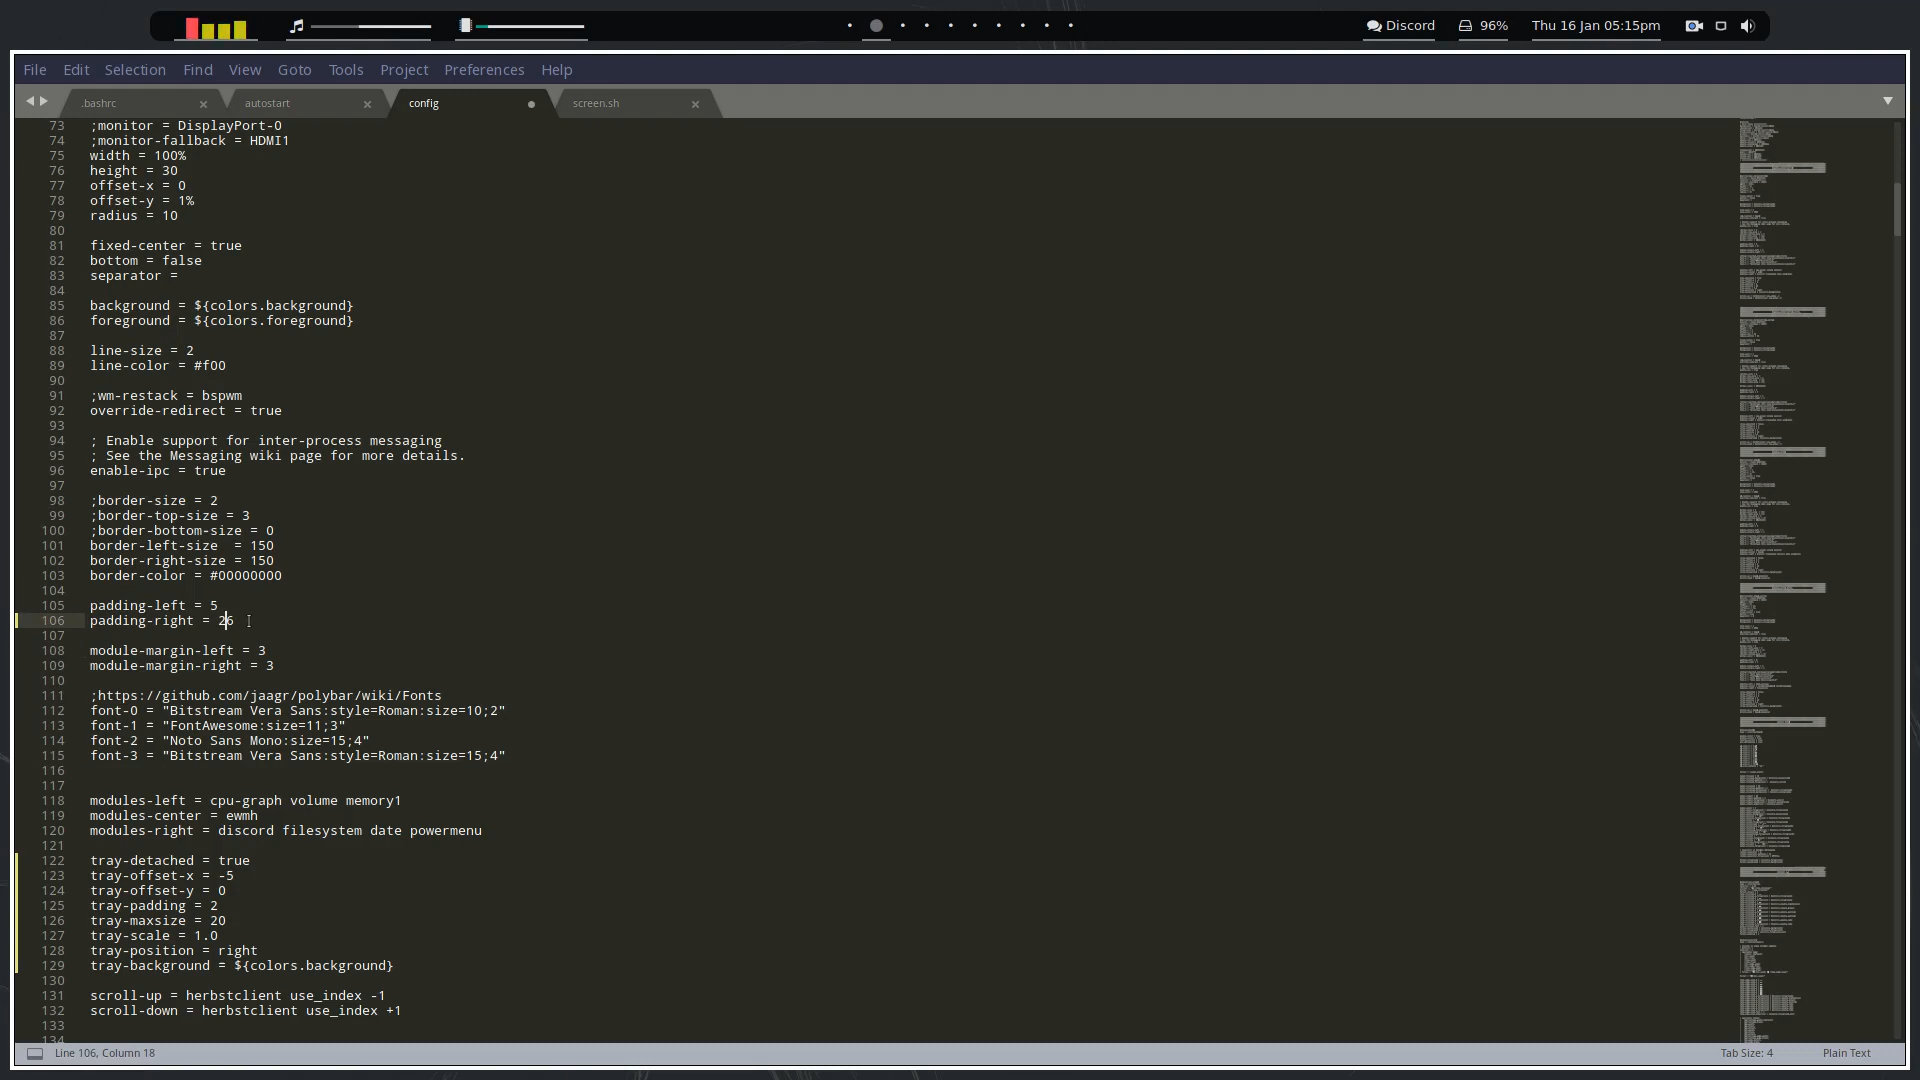 Discord 96% Thu 16 Jan 05:15pm
File Edit Selection Find View Goto Tools Project Preferences Help
.bashrc autostart config screen.sh
73 ;monitor = DisplayPort-0
74 ;monitor-fallback = HDMI1
75 width = 100%
76 height = 30
77 offset-x = 0
78 offset-y = 1%
79 radius = 10
80
81 fixed-center = true
82 bottom = false
83 separator =
84
85 background = ${colors.background}
86 foreground = ${colors.foreground}
87
88 line-size = 2
89 line-color = #f00
90
91 ;wm-restack = bspwm
92 override-redirect = true
93
94 ; Enable support for inter-process messaging
95 ; See the Messaging wiki page for more details.
96 enable-ipc = true
97
98 ;border-size = 2
99 ;border-top-size = 3
100 ;border-bottom-size = 0
101 border-left-size  = 150
102 border-right-size = 150
103 border-color = #00000000
104
105 padding-left = 5
106 padding-right = 26
107
108 module-margin-left = 3
109 module-margin-right = 3
110
111 ;https://github.com/jaagr/polybar/wiki/Fonts
112 font-0 = "Bitstream Vera Sans:style=Roman:size=10;2"
113 font-1 = "FontAwesome:size=11;3"
114 font-2 = "Noto Sans Mono:size=15;4"
115 font-3 = "Bitstream Vera Sans:style=Roman:size=15;4"
116
117
118 modules-left = cpu-graph volume memory1
119 modules-center = ewmh
120 modules-right = discord filesystem date powermenu
121
122 tray-detached = true
123 tray-offset-x = -5
124 tray-offset-y = 0
125 tray-padding = 2
126 tray-maxsize = 20
127 tray-scale = 1.0
128 tray-position = right
129 tray-background = ${colors.background}
130
131 scroll-up = herbstclient use_index -1
132 scroll-down = herbstclient use_index +1
133
134
Line 106, Column 18 Tab Size: 4 Plain Text